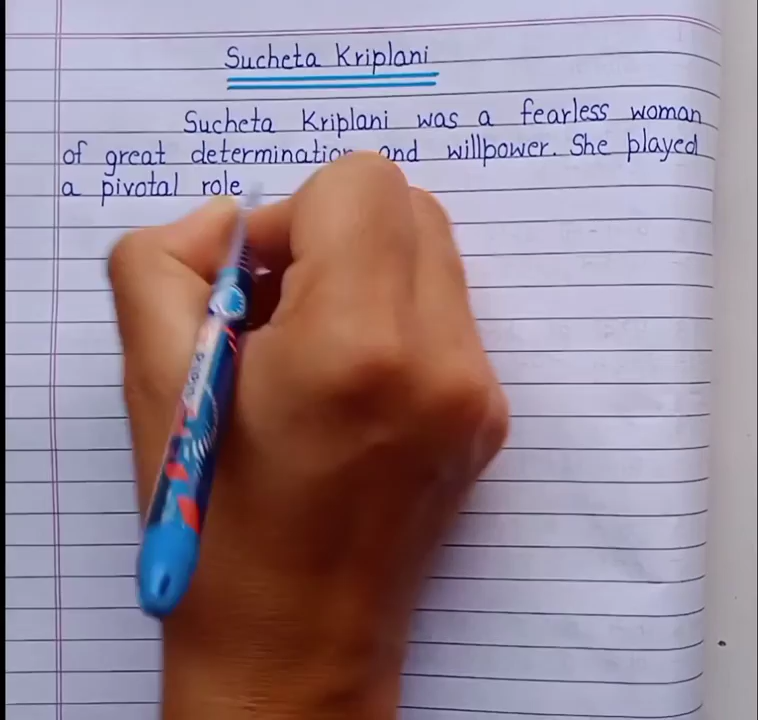 Sucheta Kriplani
Sucheta Kriplani was a fearless woman
of great determination and willpower. She played
a pivotal role